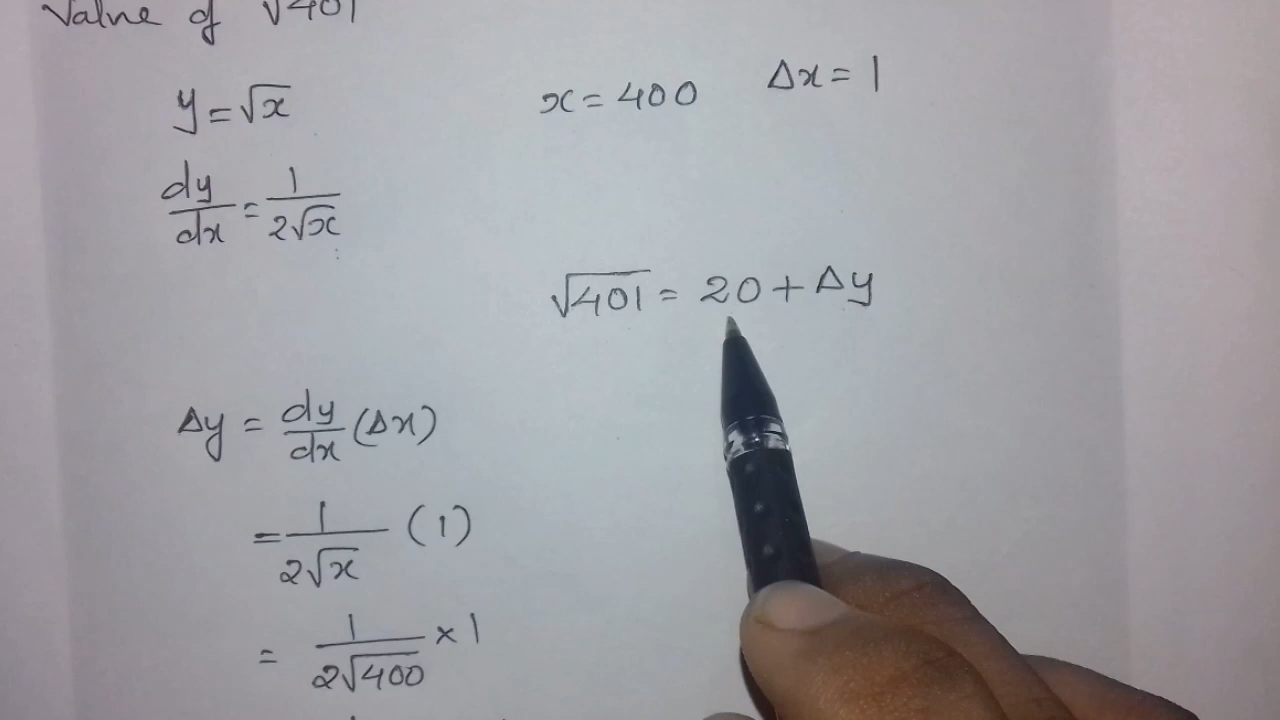 Value of √401
y = √x
x = 400 Δx = 1
dy/dx = 1/2√x
√401 = 20 + Δy
Δy = dy/dx (Δx)
= 1/2√x (1)
= 1/2√400 × 1